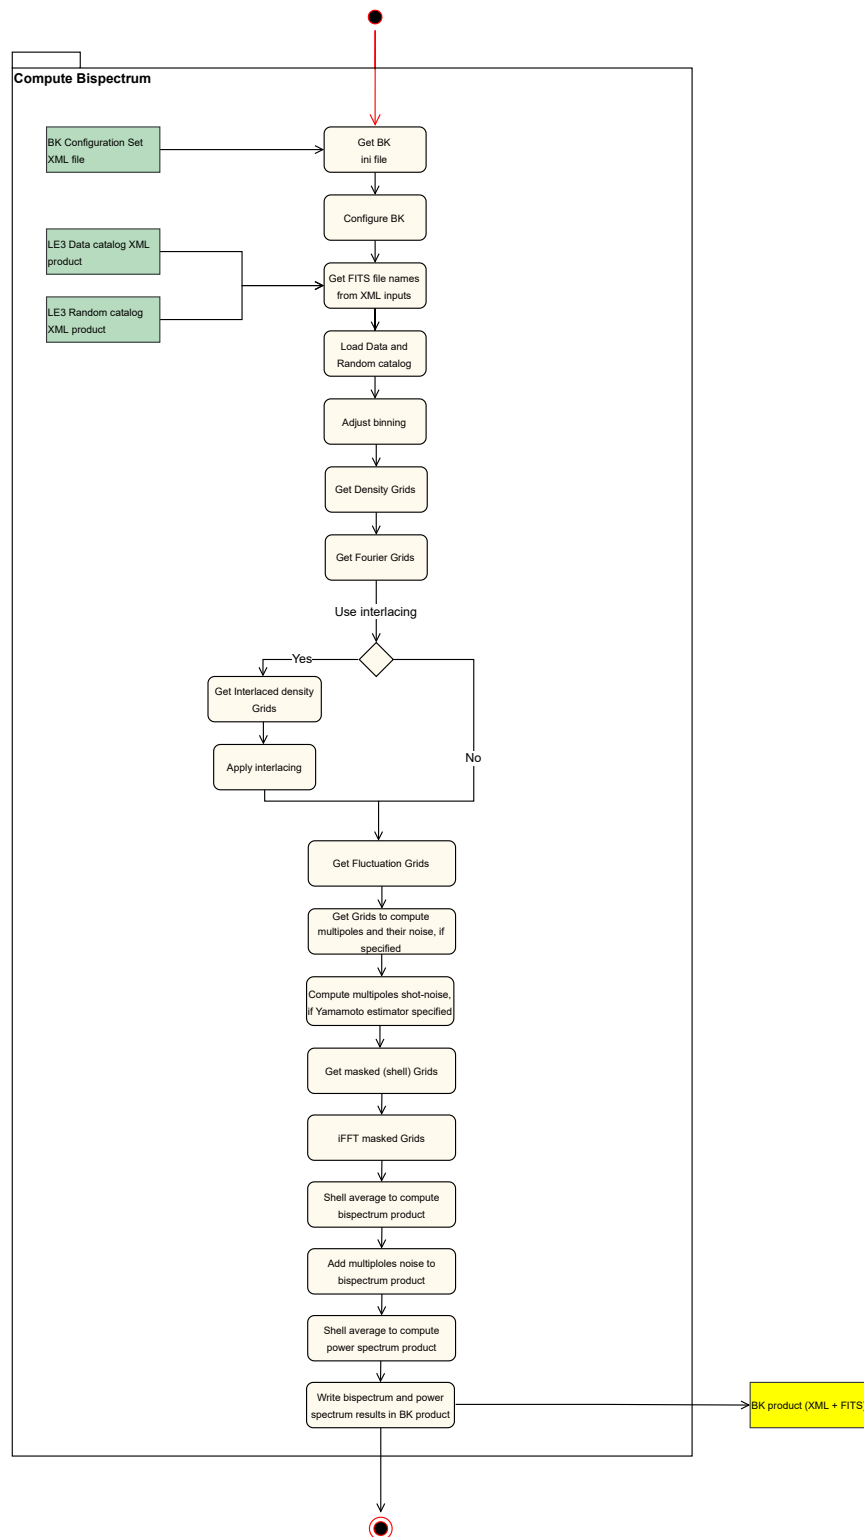 Compute Bispectrum
BK Configuration Set
XML file
Get BK
ini file
Configure BK
LE3 Data catalog XML
product
LE3 Random catalog
XML product
Get FITS file names
from XML inputs
Load Data and
Random catalog
Adjust binning
Get Density Grids
Get Fourier Grids
Use interlacing
Yes
No
Get Interlaced density
Grids
Apply interlacing
Get Fluctuation Grids
Get Grids to compute
multipoles and their noise, if
specified
Compute multipoles shot-noise,
if Yamamoto estimator specified
Get masked (shell) Grids
iFFT masked Grids
Shell average to compute
bispectrum product
Add multiploles noise to
bispectrum product
Shell average to compute
power spectrum product
Write bispectrum and power
spectrum results in BK product
BK product (XML + FITS)